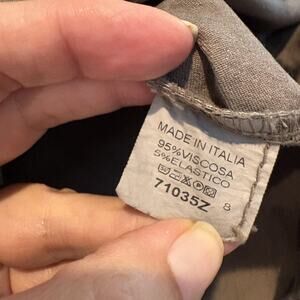 MADE IN ITALIA
95%VISCOSA
5%ELASTICO
71035Z 8